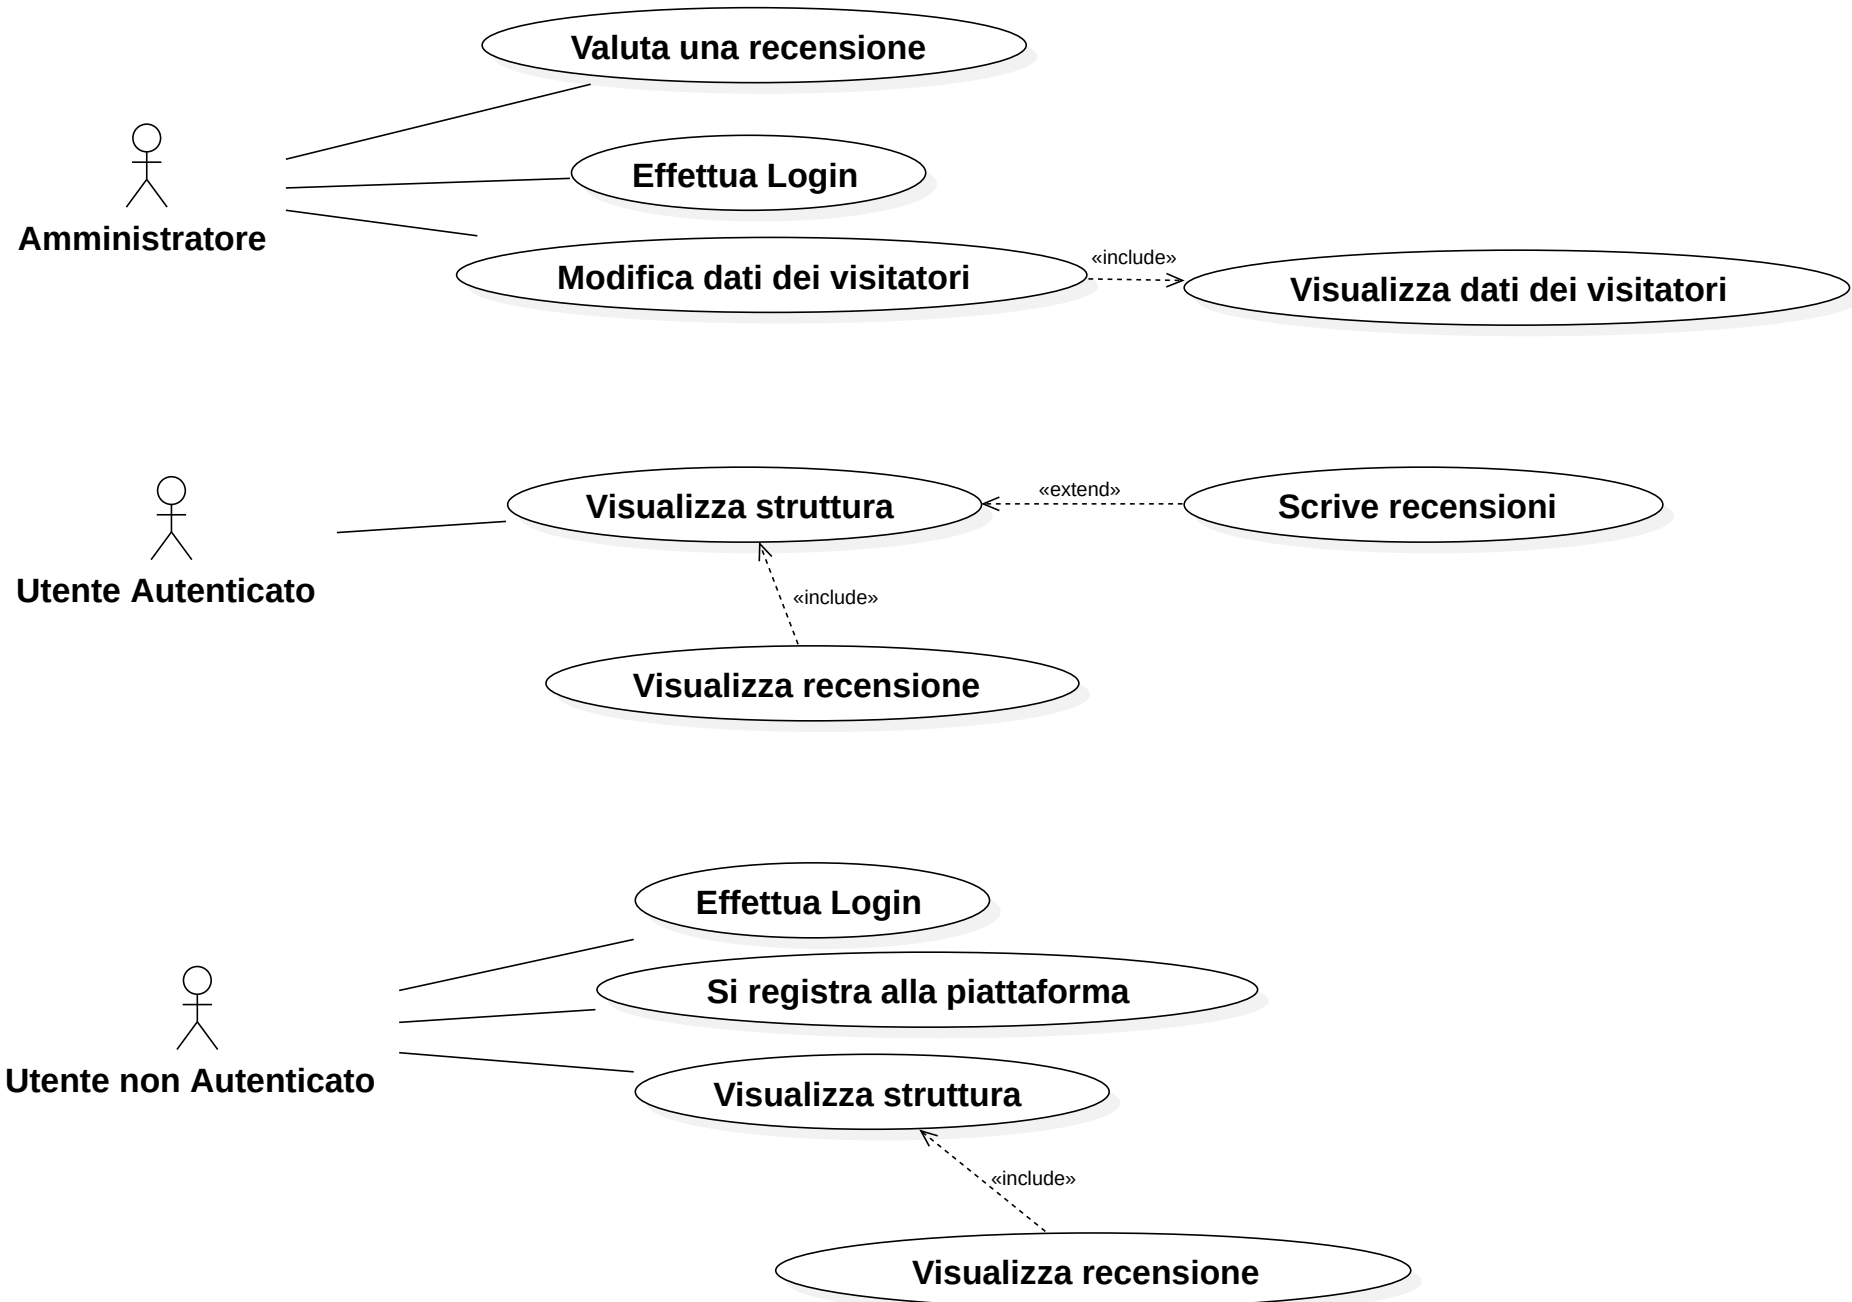 Valuta una recensione
Effettua Login
Amministratore
Modifica dati dei visitatori
«include»
Visualizza dati dei visitatori
Visualizza struttura
«extend»
Scrive recensioni
Utente Autenticato
«include»
Visualizza recensione
Effettua Login
Si registra alla piattaforma
Utente non Autenticato
Visualizza struttura
«include»
Visualizza recensione